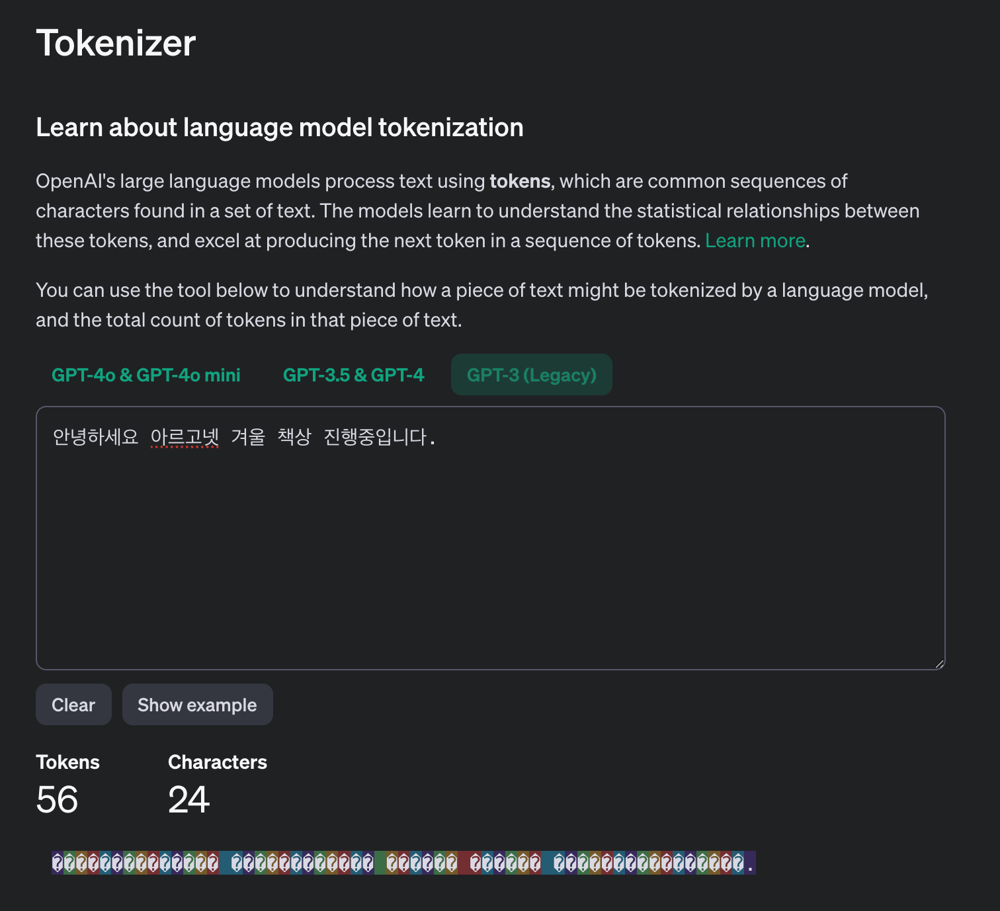 Tokenizer
Learn about language model tokenization
OpenAI's large language models process text using tokens, which are common sequences of
characters found in a set of text. The models learn to understand the statistical relationships between
these tokens, and excel at producing the next token in a sequence of tokens. Learn more.
You can use the tool below to understand how a piece of text might be tokenized by a language model,
and the total count of tokens in that piece of text.
GPT-4o & GPT-4o mini GPT-3.5 & GPT-4 GPT-3 (Legacy)
안녕하세요 아르고넷 겨울 책상 진행중입니다.
Clear Show example
Tokens Characters
56 24